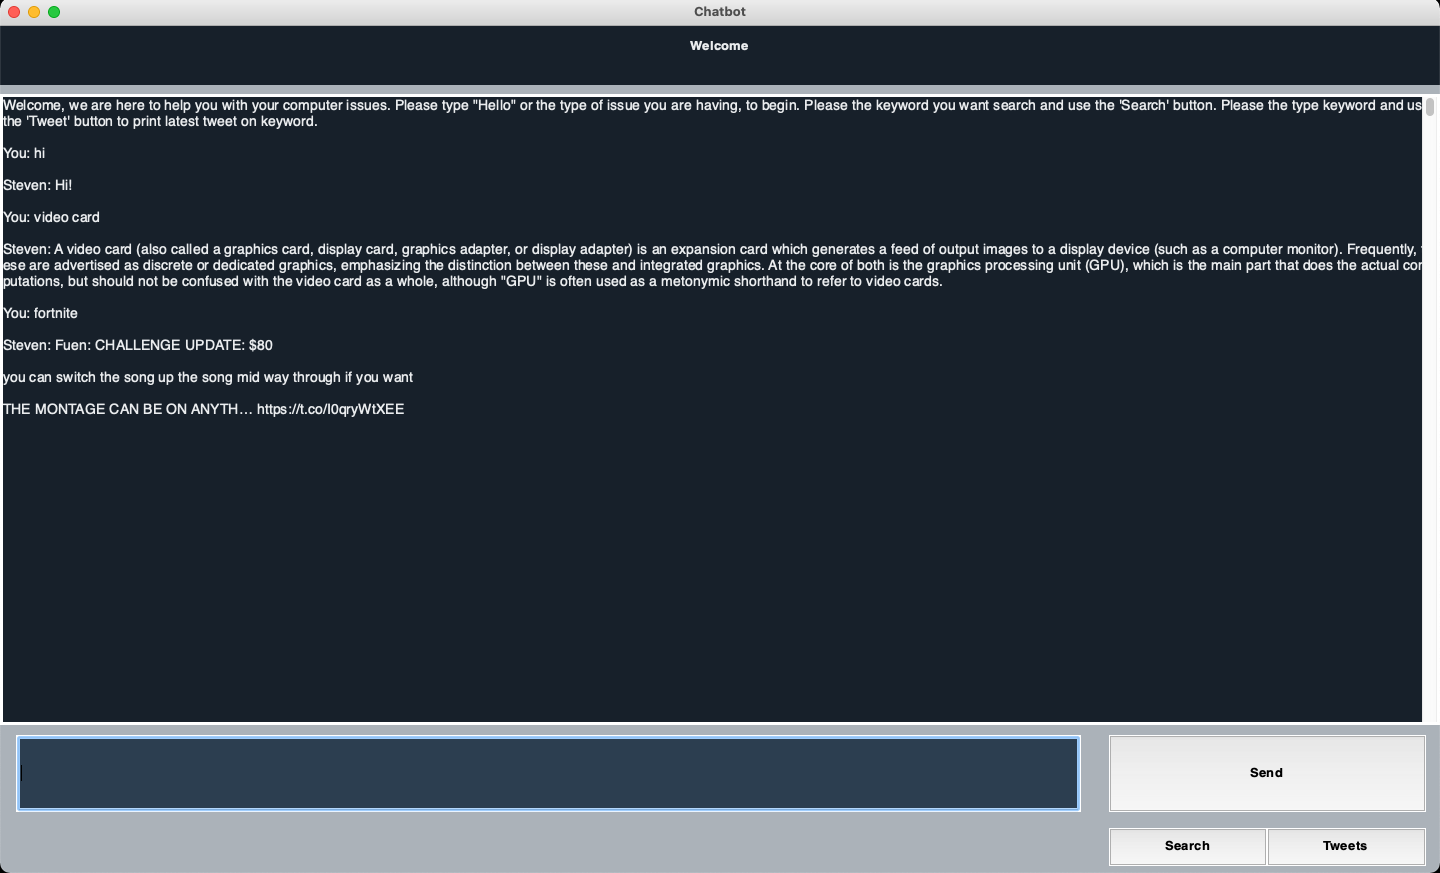 Chatbot
Welcome
Welcome, we are here to help you with your computer issues. Please type "Hello" or the type of issue you are having, to begin. Please the keyword you want search and use the 'Search' button. Please the type keyword and us
the 'Tweet' button to print latest tweet on keyword.
You: hi
Steven: Hi!
You: video card
Steven: A video card (also called a graphics card, display card, graphics adapter, or display adapter) is an expansion card which generates a feed of output images to a display device (such as a computer monitor). Frequently,
ese are advertised as discrete or dedicated graphics, emphasizing the distinction between these and integrated graphics. At the core of both is the graphics processing unit (GPU), which is the main part that does the actual co
putations, but should not be confused with the video card as a whole, although "GPU" is often used as a metonymic shorthand to refer to video cards.
You: fortnite
Steven: Fuen: CHALLENGE UPDATE: $80
you can switch the song up the song mid way through if you want
THE MONTAGE CAN BE ON ANYTH… https://t.co/I0qryWtXEE
Send
Search
Tweets